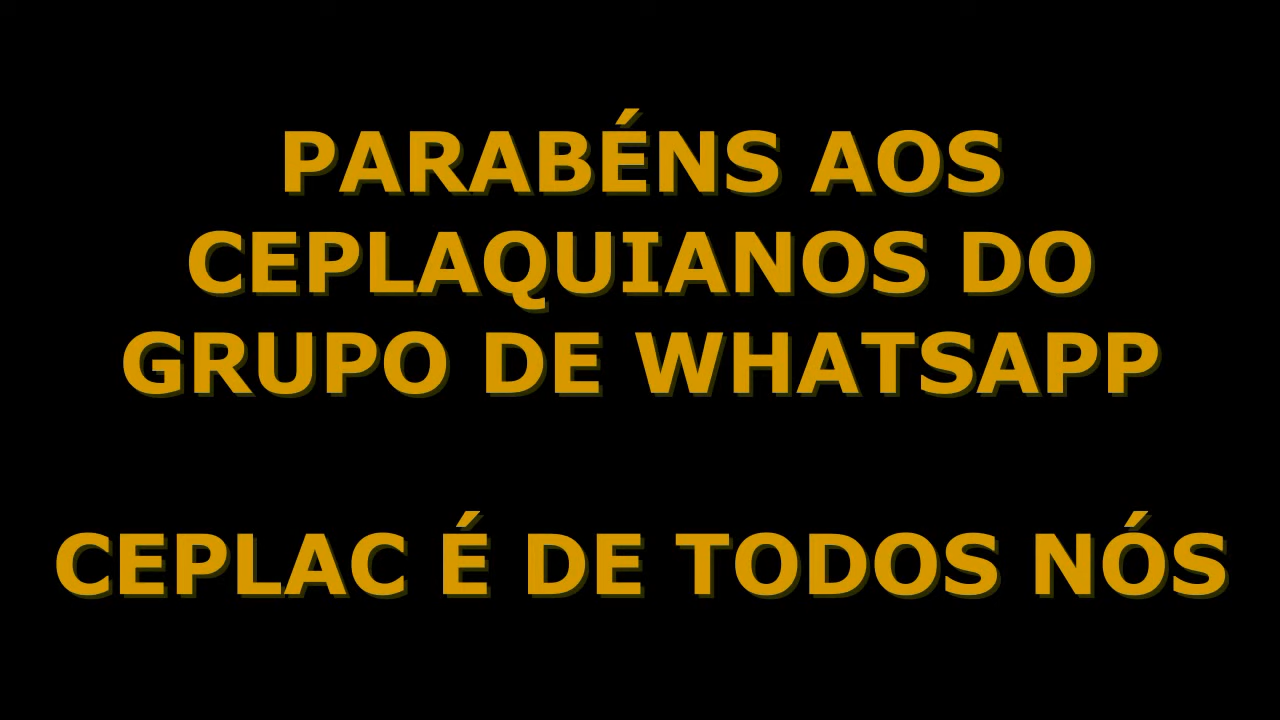 PARABÉNS AOS
CEPLAQUIANOS DO
GRUPO DE WHATSAPP
CEPLAC É DE TODOS NÓS